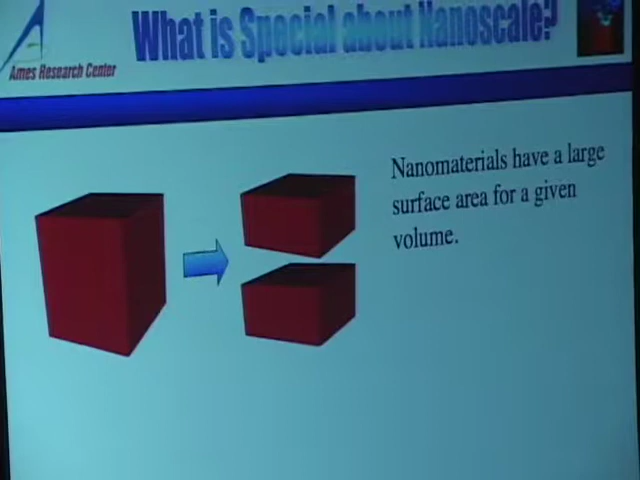 What is Special about Nanoscale?
Ames Research Center
Nanomaterials have a large
surface area for a given
volume.